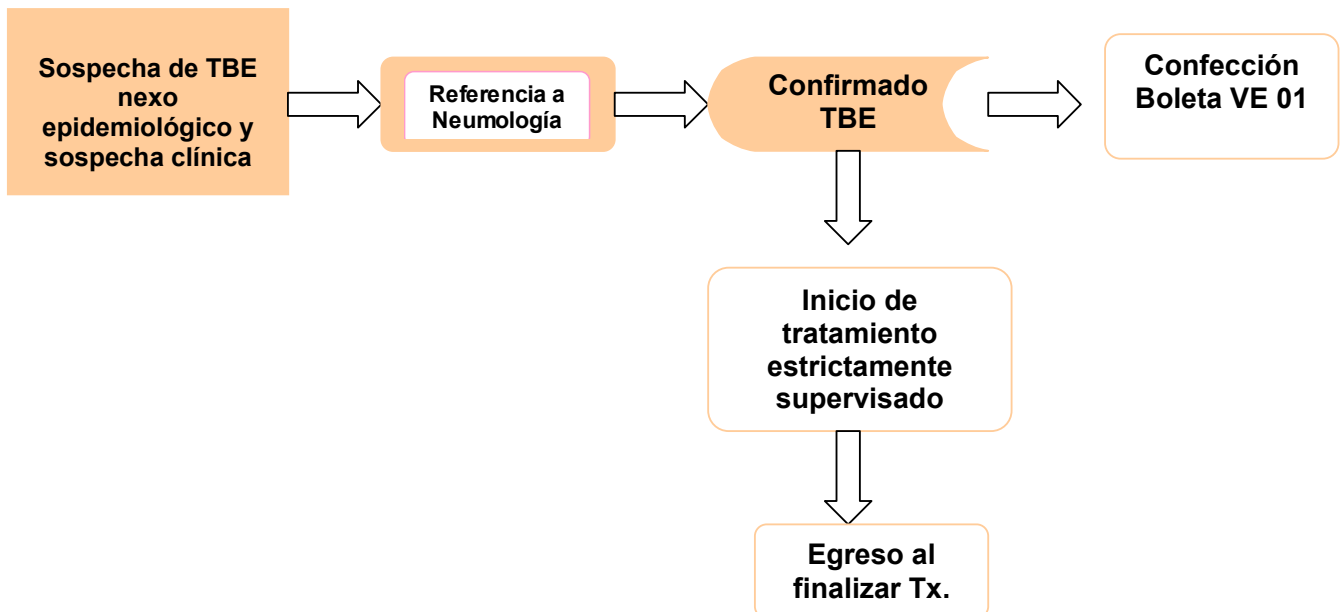 Sospecha de TBE
nexo
epidemiológico y
sospecha clínica
Referencia a
Neumología
Confirmado
TBE
Confección
Boleta VE 01
Inicio de
tratamiento
estrictamente
supervisado
Egreso al
finalizar Tx.